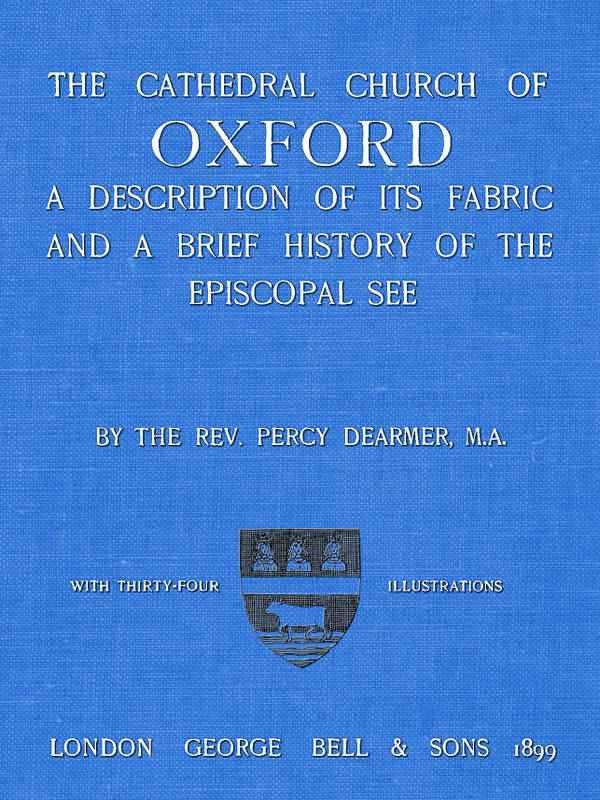 THE CATHEDRAL CHURCH OF
OXFORD
A DESCRIPTION OF ITS FABRIC
AND A BRIEF HISTORY OF THE
EPISCOPAL SEE
BY THE REV. PERCY DEARMER, M.A.
WITH THIRTY-FOUR ILLUSTRATIONS
LONDON GEORGE BELL & SONS 1899